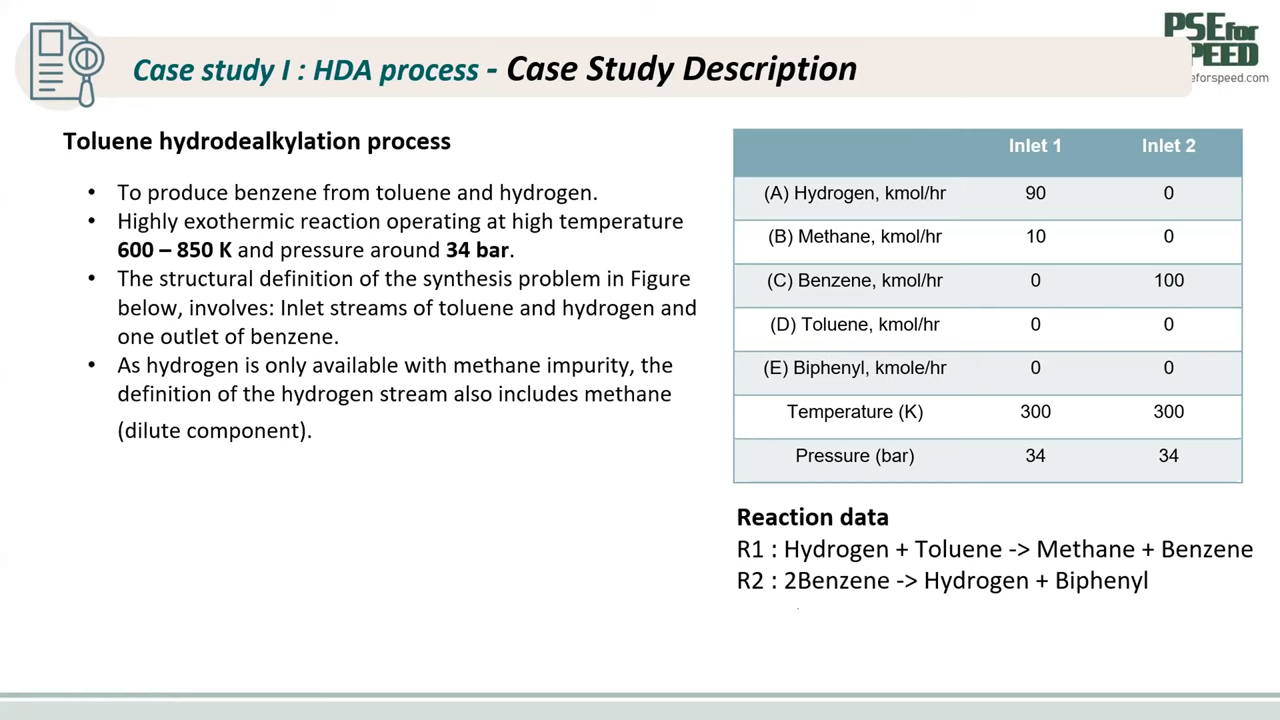 PSEfor
SPEED
Case study I : HDA process - Case Study Description
eforspeed.com
Toluene hydrodealkylation process
• To produce benzene from toluene and hydrogen.
• Highly exothermic reaction operating at high temperature
600 – 850 K and pressure around 34 bar.
• The structural definition of the synthesis problem in Figure
below, involves: Inlet streams of toluene and hydrogen and
one outlet of benzene.
• As hydrogen is only available with methane impurity, the
definition of the hydrogen stream also includes methane
(dilute component).
Inlet 1 Inlet 2
(A) Hydrogen, kmol/hr 90 0
(B) Methane, kmol/hr 10 0
(C) Benzene, kmol/hr 0 100
(D) Toluene, kmol/hr 0 0
(E) Biphenyl, kmole/hr 0 0
Temperature (K) 300 300
Pressure (bar) 34 34
Reaction data
R1 : Hydrogen + Toluene -> Methane + Benzene
R2 : 2Benzene -> Hydrogen + Biphenyl